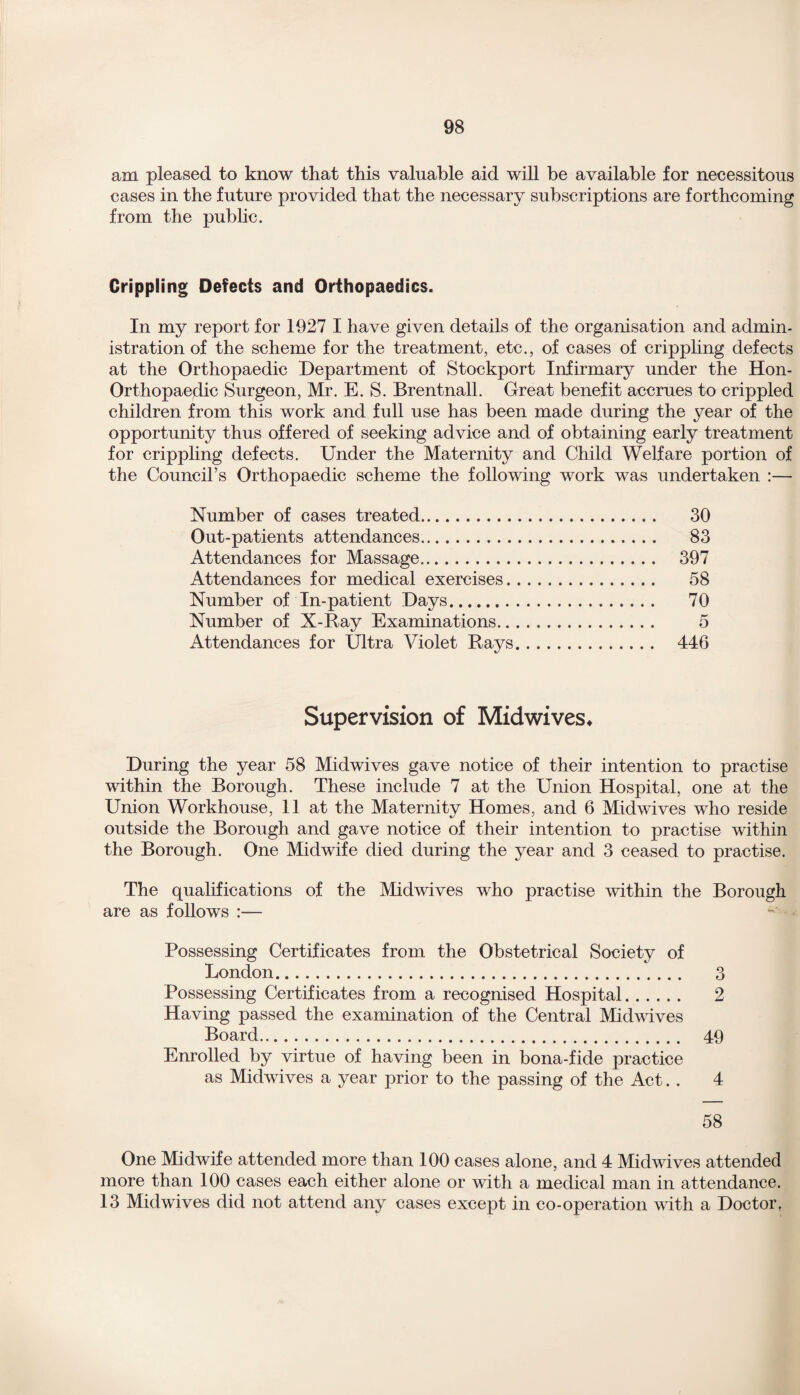 98
am pleased to know that this valuable aid will be available for necessitous
cases in the future provided that the necessary subscriptions are forthcoming
from the public.
Crippling Defects and Orthopaedics.
In my report for 1927 I have given details of the organisation and admin-
istration of the scheme for the treatment, etc., of cases of crippling defects
at the Orthopaedic Department of Stockport Infirmary under the Hon-
Orthopaedic Surgeon, Mr. E. S. Brentnall. Great benefit accrues to crippled
children from this work and full use has been made during the year of the
opportunity thus offered of seeking advice and of obtaining early treatment
for crippling defects. Under the Maternity and Child Welfare portion of
the Council's Orthopaedic scheme the following work was undertaken :—
Number of cases treated........................ 30
Out-patients attendances........................ 83
Attendances for Massage........................ 397
Attendances for medical exercises............... 58
Number of In-patient Days..................... 70
Number of X-Ray Examinations................ 5
Attendances for Ultra Violet Rays.............. 446
Supervision of Midwives.
During the year 58 Midwives gave notice of their intention to practise
within the Borough. These include 7 at the Union Hospital, one at the
Union Workhouse, 11 at the Maternity Homes, and 6 Midwives who reside
outside the Borough and gave notice of their intention to practise within
the Borough. One Midwife died during the year and 3 ceased to practise.
The qualifications of the Midwives who practise within the Borough
are as follows :—
Possessing Certificates from the Obstetrical Society of
London......................................... 3
Possessing Certificates from a recognised Hospital...... 2
Having passed the examination of the Central Midwives
Board.......................................... 49
Enrolled by virtue of having been in bona-fide practice
as Midwives a year prior to the passing of the Act. . 4
58
One Midwife attended more than 100 cases alone, and 4 Midwives attended
more than 100 cases each either alone or with a medical man in attendance.
13 Midwives did not attend any cases except in co-operation with a Doctor.